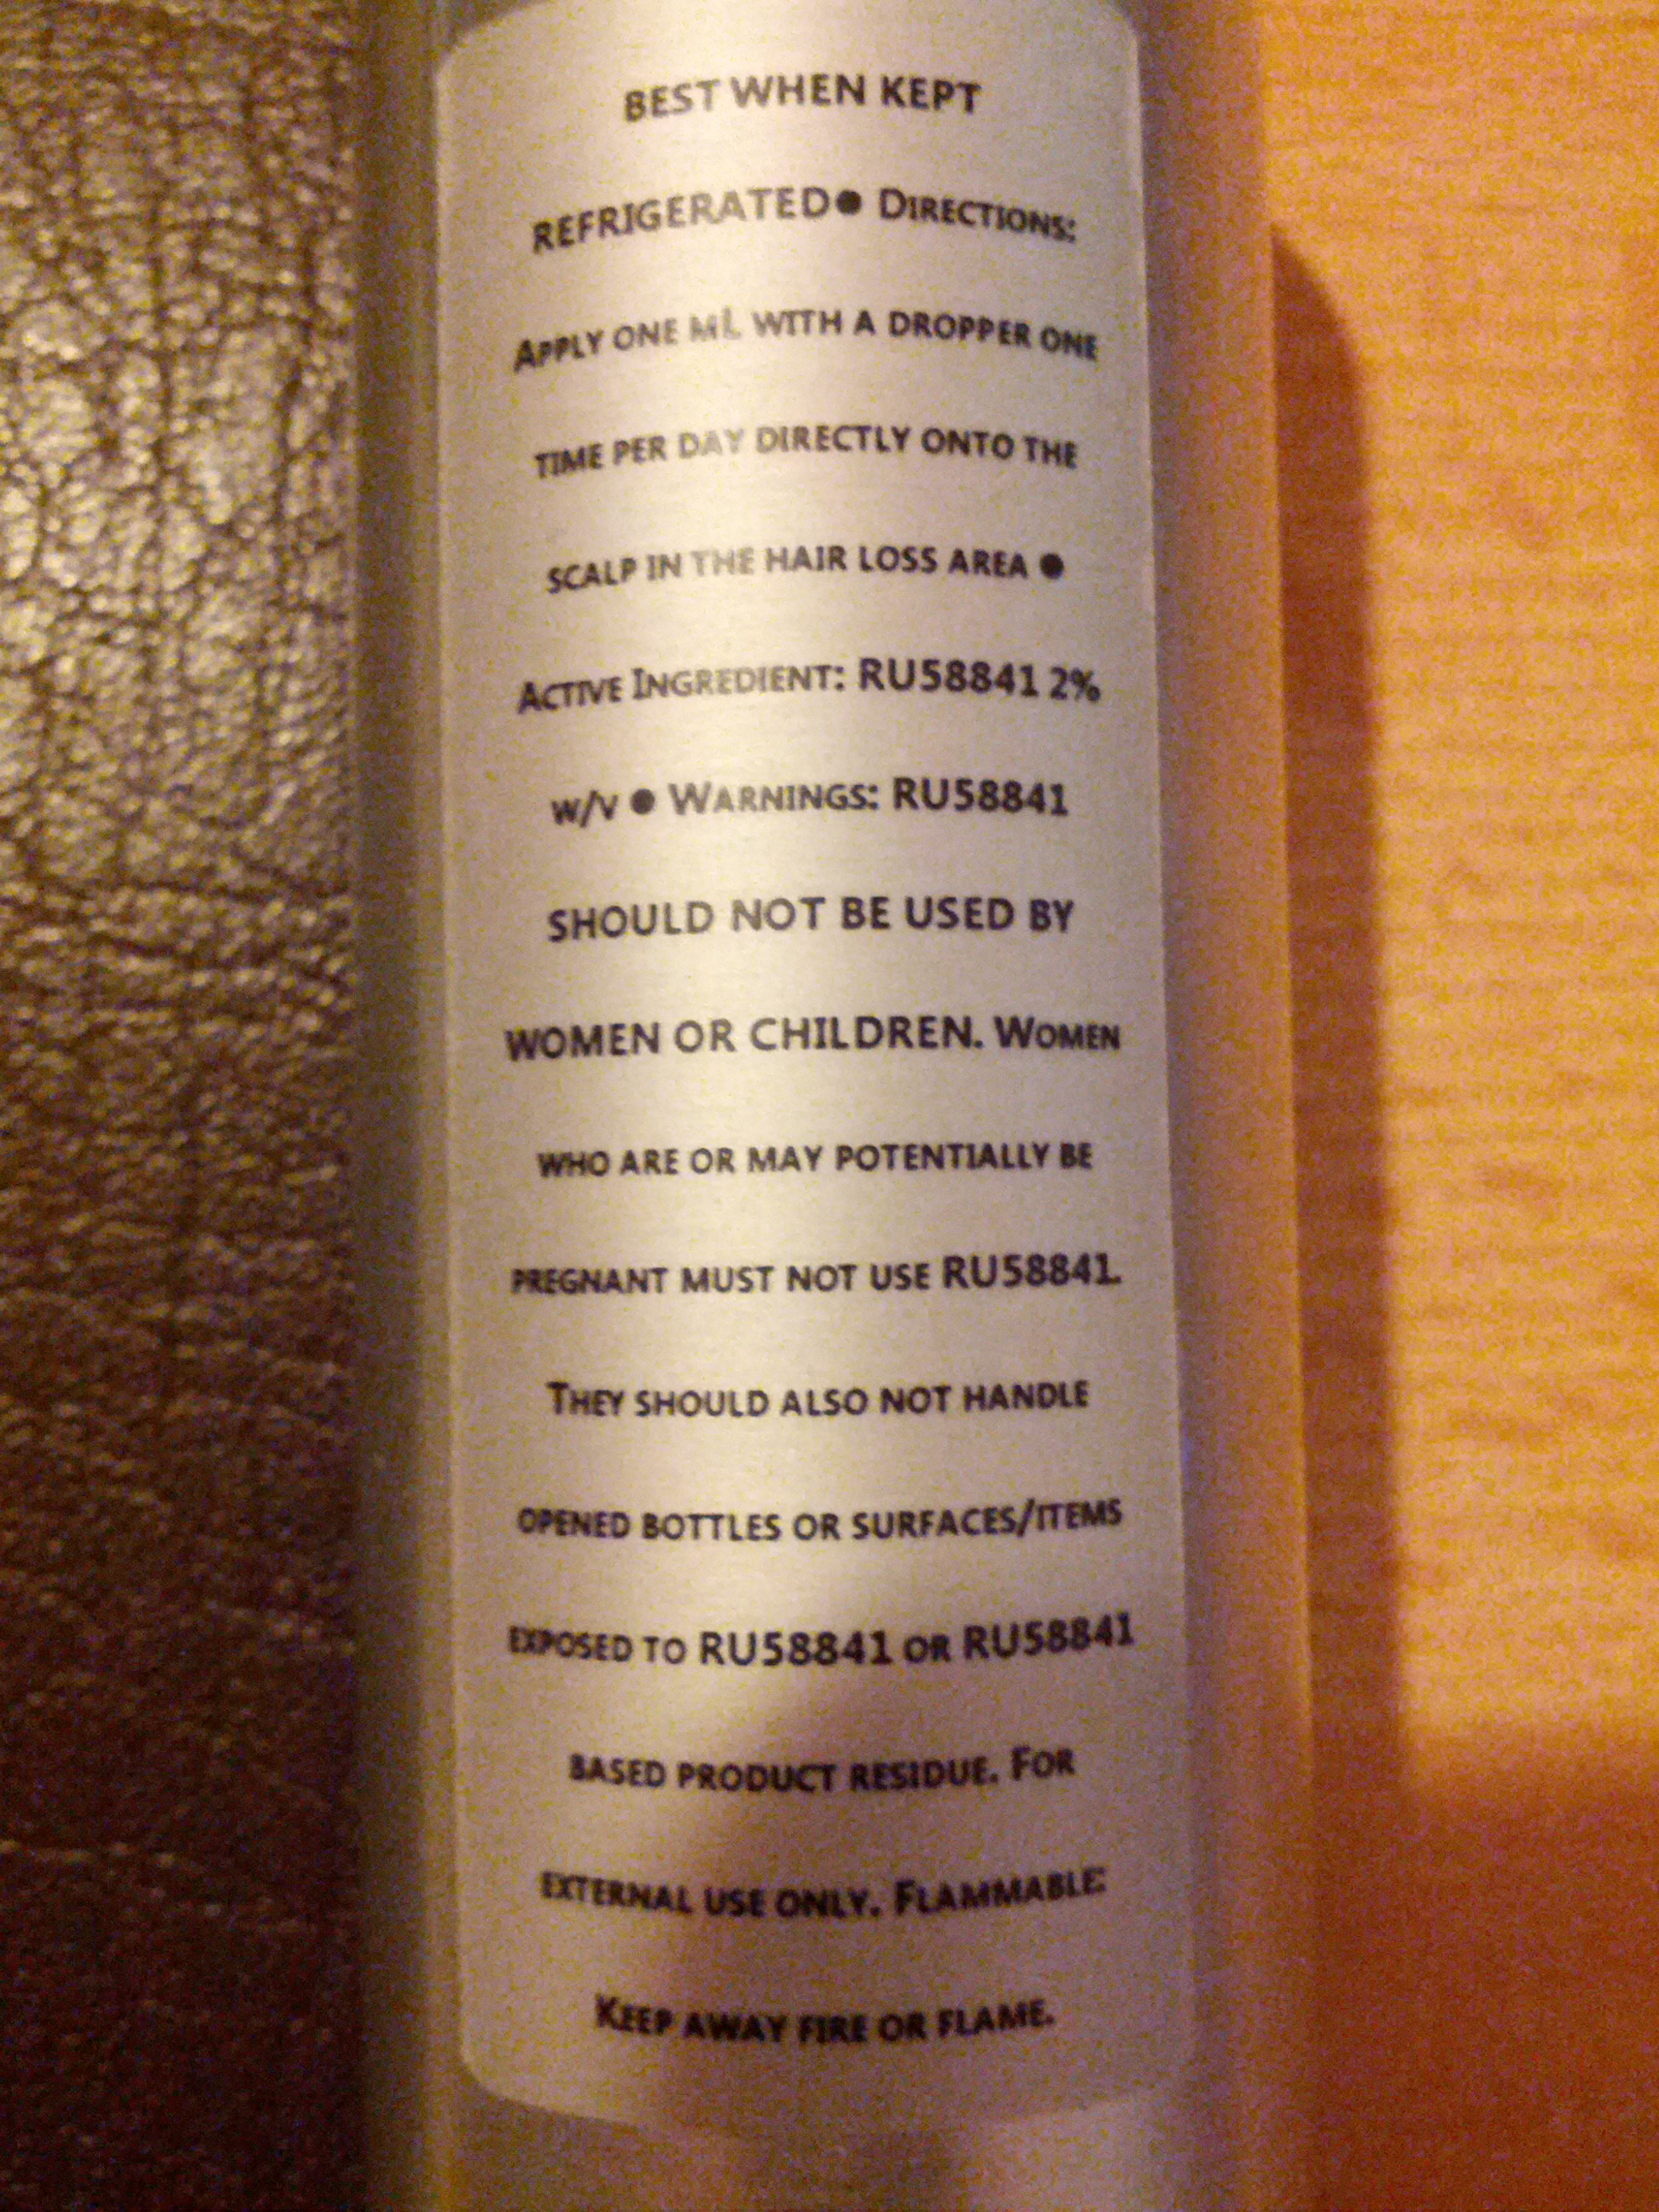 BEST WHEN KEPT
REFRIGERATED● DIRECTIONS:
APPLY ONE ML WITH A DROPPER ONE
TIME PER DAY DIRECTLY ONTO THE
SCALP IN THE HAIR LOSS AREA ●
ACTIVE INGREDIENT: RU58841 2%
W/V ● WARNINGS: RU58841
SHOULD NOT BE USED BY
WOMEN OR CHILDREN. WOMEN
WHO ARE OR MAY POTENTIALLY BE
PREGNANT MUST NOT USE RU58841.
THEY SHOULD ALSO NOT HANDLE
OPENED BOTTLES OR SURFACES/ITEMS
EXPOSED TO RU58841 OR RU58841
BASED PRODUCT RESIDUE. FOR
EXTERNAL USE ONLY. FLAMMABLE:
KEEP AWAY FIRE OR FLAME.